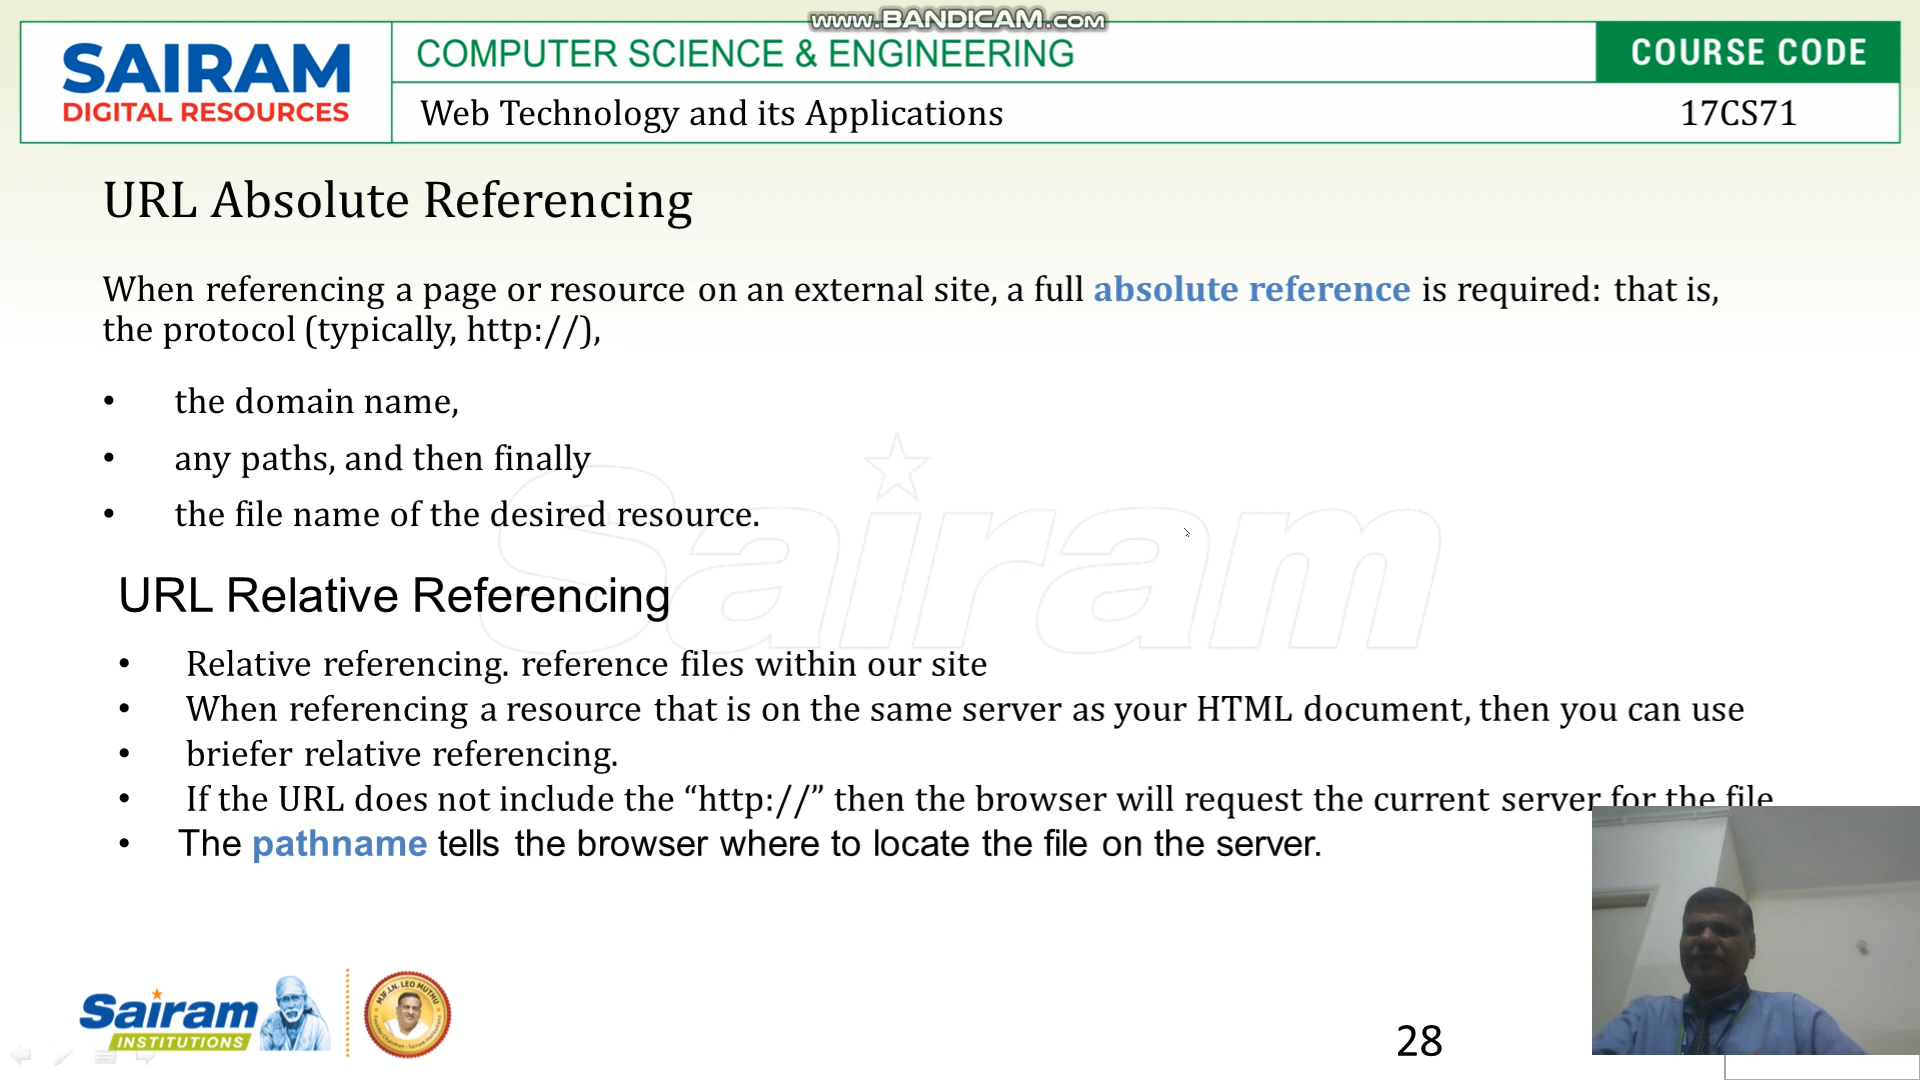 www.BANDICAM.com
SAIRAM
DIGITAL RESOURCES
COMPUTER SCIENCE & ENGINEERING
COURSE CODE
Web Technology and its Applications
17CS71
URL Absolute Referencing
When referencing a page or resource on an external site, a full absolute reference is required: that is,
the protocol (typically, http://),
• the domain name,
• any paths, and then finally
• the file name of the desired resource.
Sairam
URL Relative Referencing
• Relative referencing. reference files within our site
• When referencing a resource that is on the same server as your HTML document, then you can use
• briefer relative referencing.
• If the URL does not include the “http://” then the browser will request the current server for the file
• The pathname tells the browser where to locate the file on the server.
Sairam
INSTITUTIONS
MJF.LN. LEO MUTHU
28